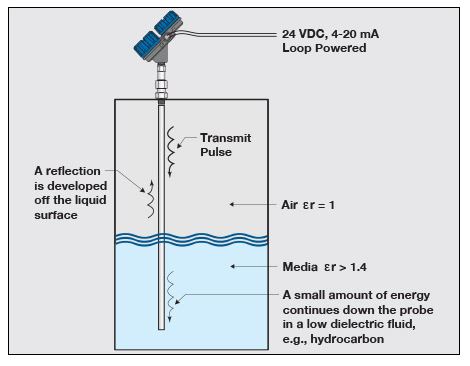 24 VDC, 4-20 mA
Loop Powered
Transmit
Pulse
A reflection
is developed
off the liquid
surface
Air εr = 1
Media εr > 1.4
A small amount of energy
continues down the probe
in a low dielectric fluid,
e.g., hydrocarbon